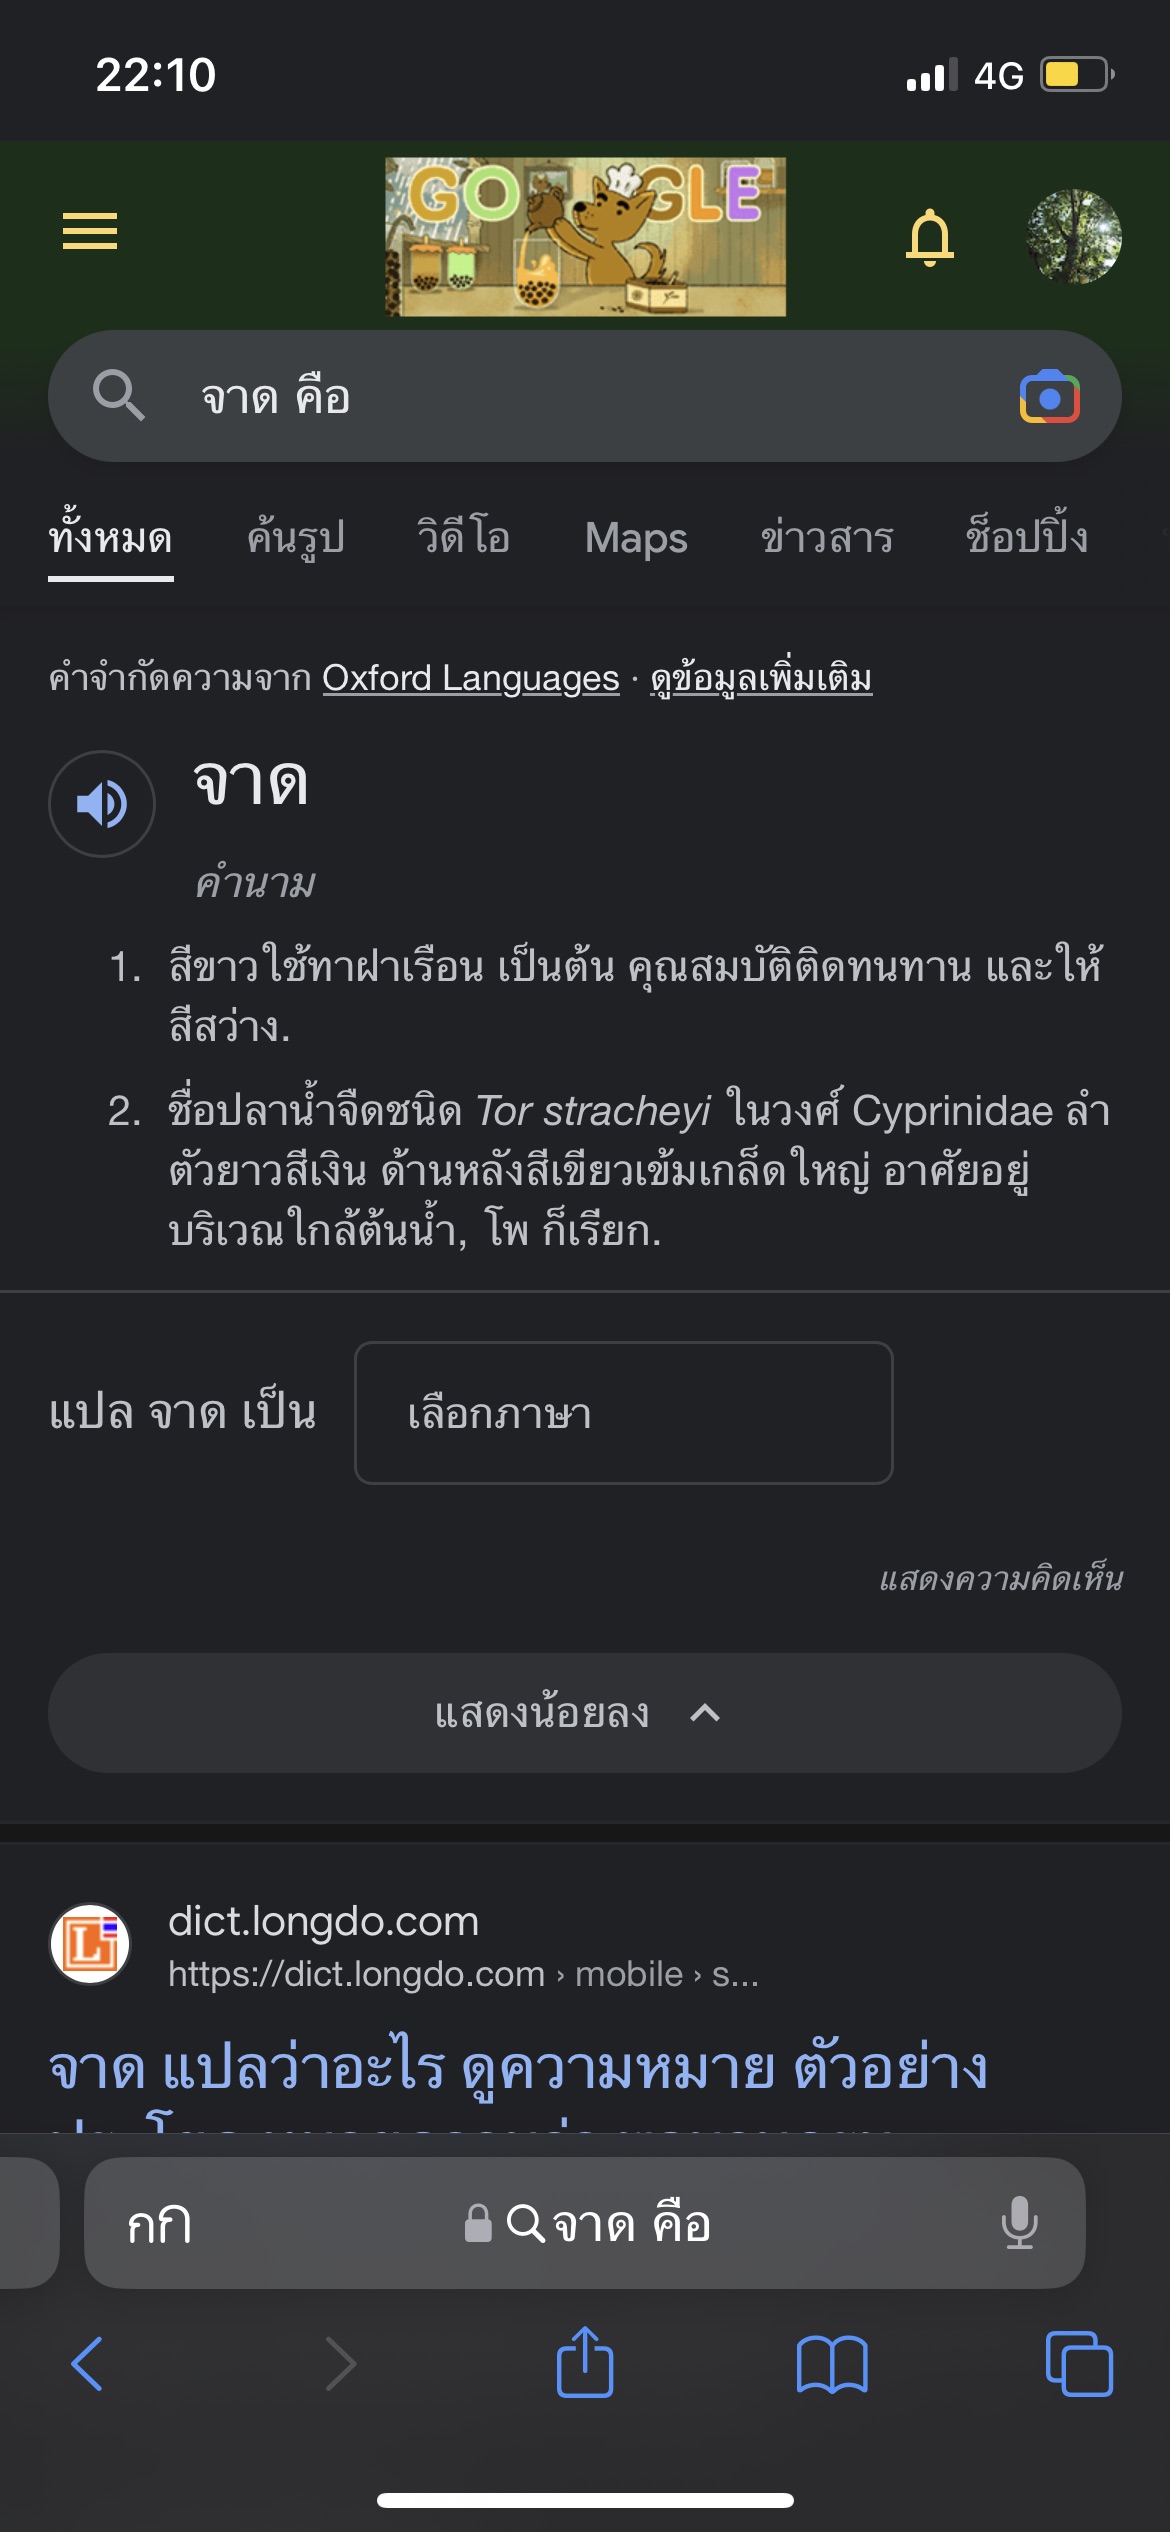 22:10
4G
GO GLE
จาด คือ
ทั้งหมด ค้นรูป วิดีโอ Maps ข่าวสาร ช็อปปิ้ง
คำจำกัดความจาก Oxford Languages · ดูข้อมูลเพิ่มเติม
จาด
คำนาม
1. สีขาวใช้ทาฝาเรือน เป็นต้น คุณสมบัติติดทนทาน และให้
สีสว่าง.
2. ชื่อปลาน้ำจืดชนิด Tor stracheyi ในวงศ์ Cyprinidae ลำ
ตัวยาวสีเงิน ด้านหลังสีเขียวเข้มเกล็ดใหญ่ อาศัยอยู่
บริเวณใกล้ต้นน้ำ, โพ ก็เรียก.
แปล จาด เป็น เลือกภาษา
แสดงความคิดเห็น
แสดงน้อยลง
L
dict.longdo.com
https://dict.longdo.com › mobile › s...
จาด แปลว่าอะไร ดูความหมาย ตัวอย่าง
กก จาด คือ